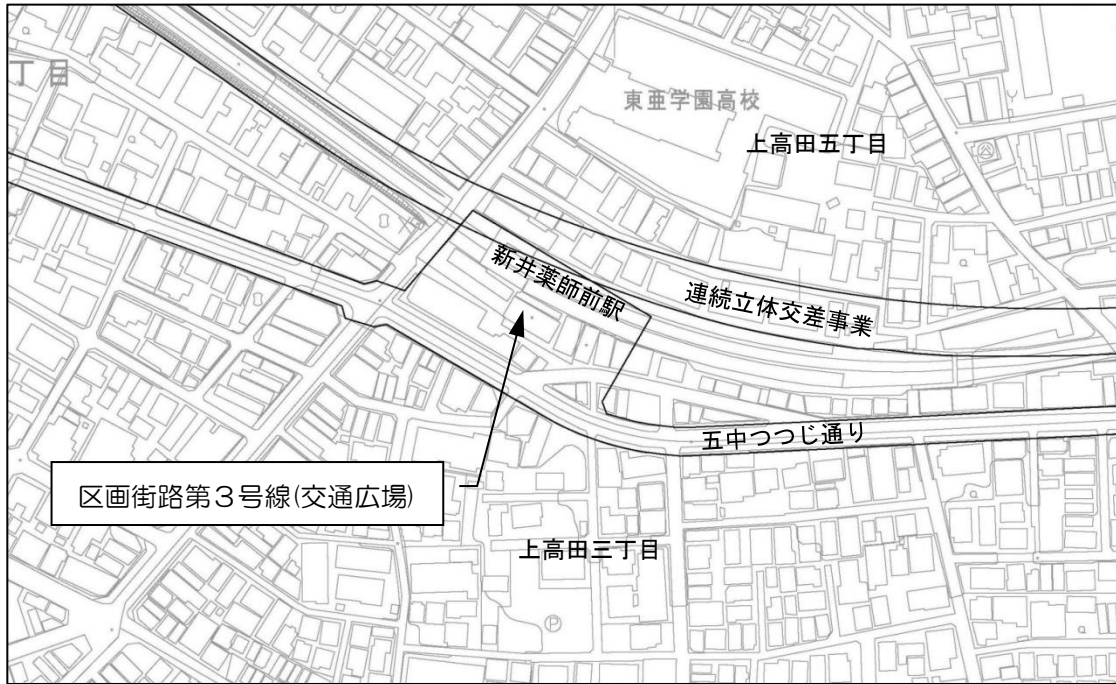 丁目
東亜学園高校
上高田五丁目
新井薬師前駅
連続立体交差事業
五中つつじ通り
区画街路第３号線(交通広場)
上高田三丁目
Ⓟ